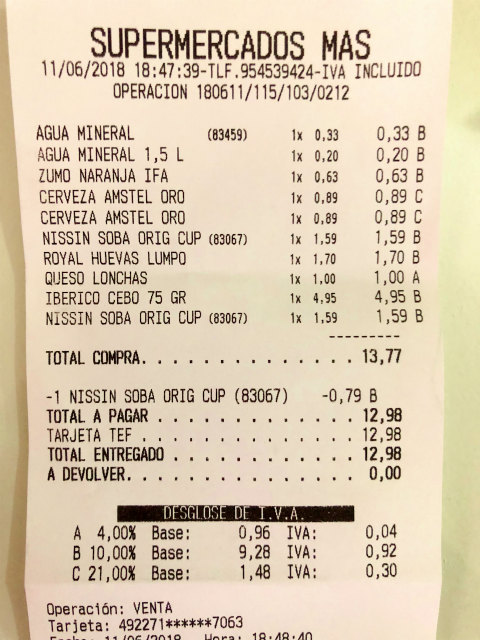 SUPERMERCADOS MAS
11/06/2018 18:47:39-TLF.954539424-IVA INCLUIDO
OPERACION 180611/115/103/0212
AGUA MINERAL (83459) 1x 0,33 0,33 B
AGUA MINERAL 1,5 L 1x 0,20 0,20 B
ZUMO NARANJA IFA 1x 0,63 0,63 B
CERVEZA AMSTEL ORO 1x 0,89 0,89 C
CERVEZA AMSTEL ORO 1x 0,89 0,89 C
NISSIN SOBA ORIG CUP (83067) 1x 1,59 1,59 B
ROYAL HUEVAS LUMPO 1x 1,70 1,70 B
QUESO LONCHAS 1x 1,00 1,00 A
IBERICO CEBO 75 GR 1x 4,95 4,95 B
NISSIN SOBA ORIG CUP (83067) 1x 1,59 1,59 B
---------
TOTAL COMPRA. . . . . . . . . . . . . . . 13,77
-1 NISSIN SOBA ORIG CUP (83067) -0,79 B
TOTAL A PAGAR . . . . . . . . . . . . . . 12,98
TARJETA TEF . . . . . . . . . . . . . . . 12,98
TOTAL ENTREGADO . . . . . . . . . . . . . 12,98
A DEVOLVER. . . . . . . . . . . . . . . . 0,00
DESGLOSE DE I.V.A.
A 4,00% Base: 0,96 IVA: 0,04
B 10,00% Base: 9,28 IVA: 0,92
C 21,00% Base: 1,48 IVA: 0,30
Operación: VENTA
Tarjeta: 492271******7063
Fecha: 11/06/2018 Hora: 18:48:40